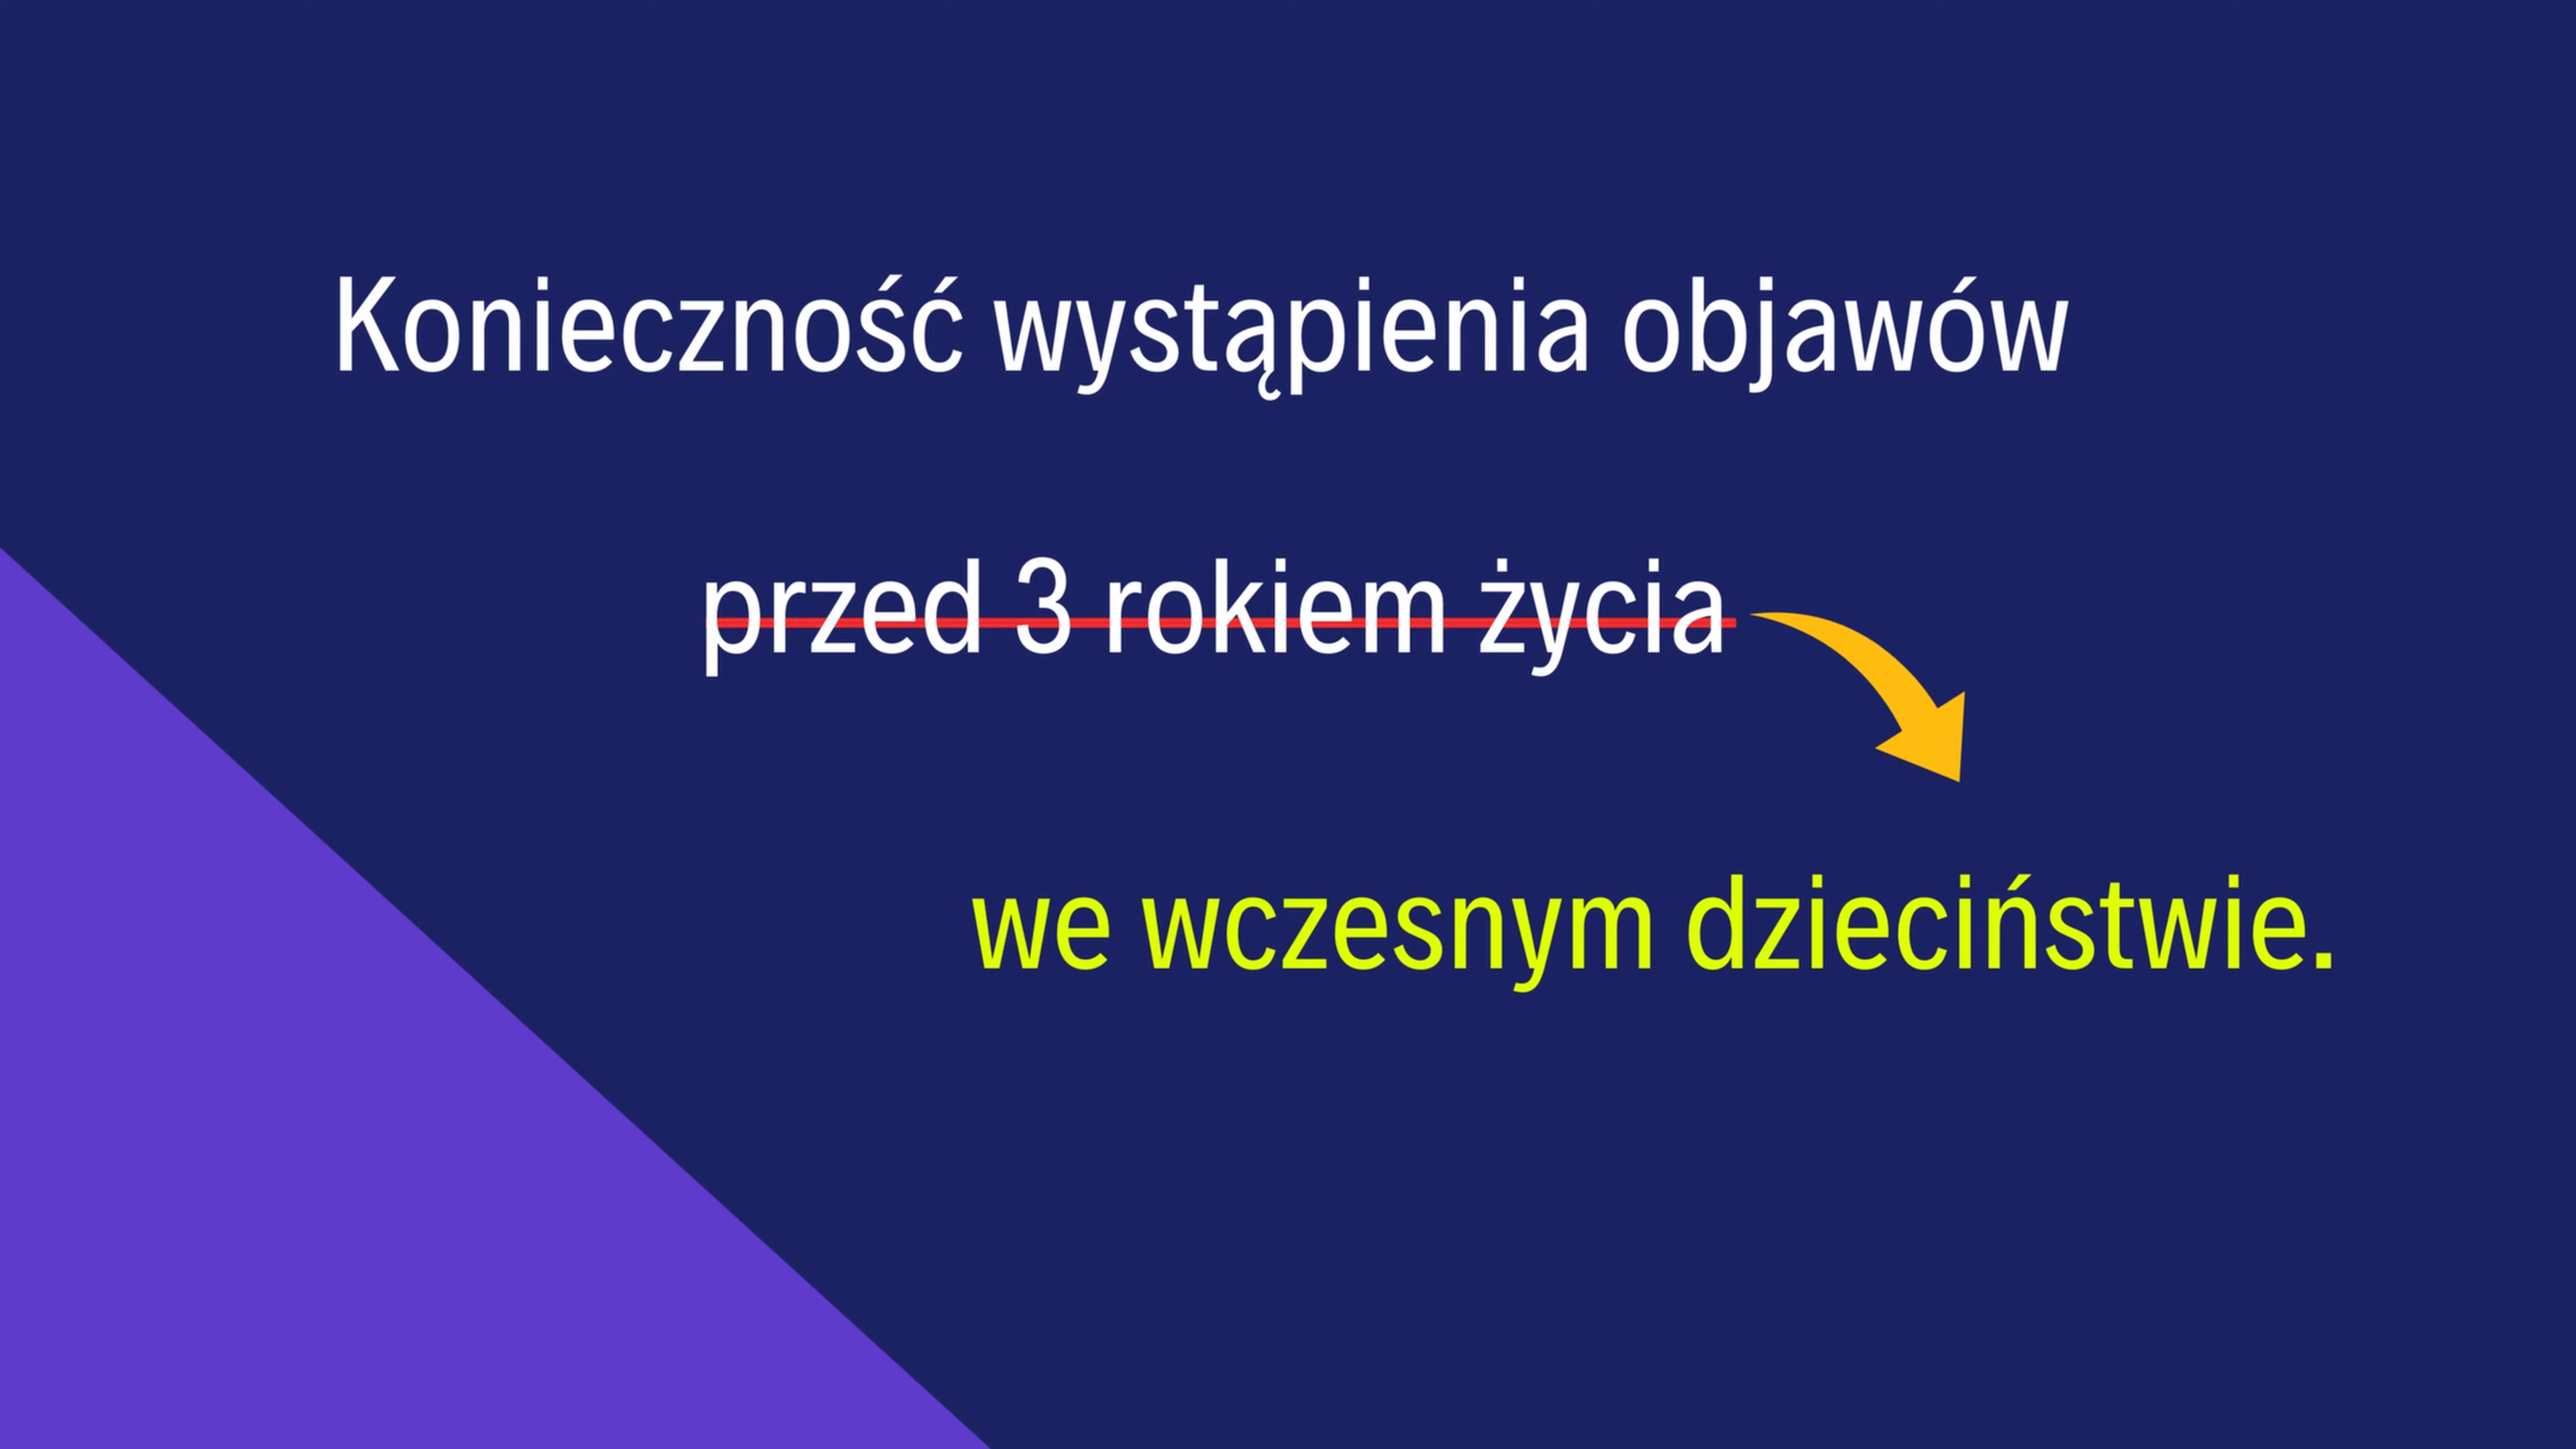 Konieczność wystąpienia objawów
przed 3 rokiem życia
we wczesnym dzieciństwie.